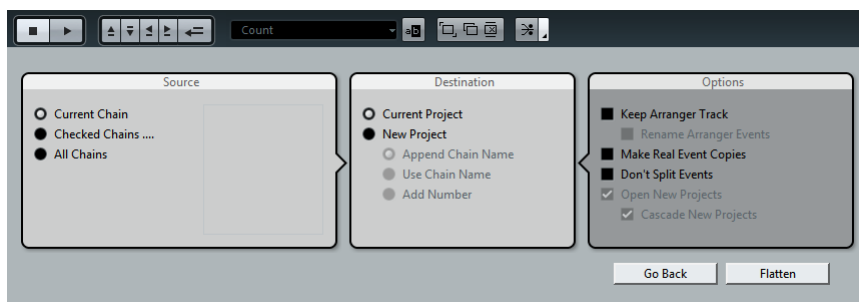 Count
ab
Source
Current Chain
Checked Chains ....
All Chains
Destination
Current Project
New Project
Append Chain Name
Use Chain Name
Add Number
Options
Keep Arranger Track
Rename Arranger Events
Make Real Event Copies
Don't Split Events
Open New Projects
Cascade New Projects
Go Back
Flatten